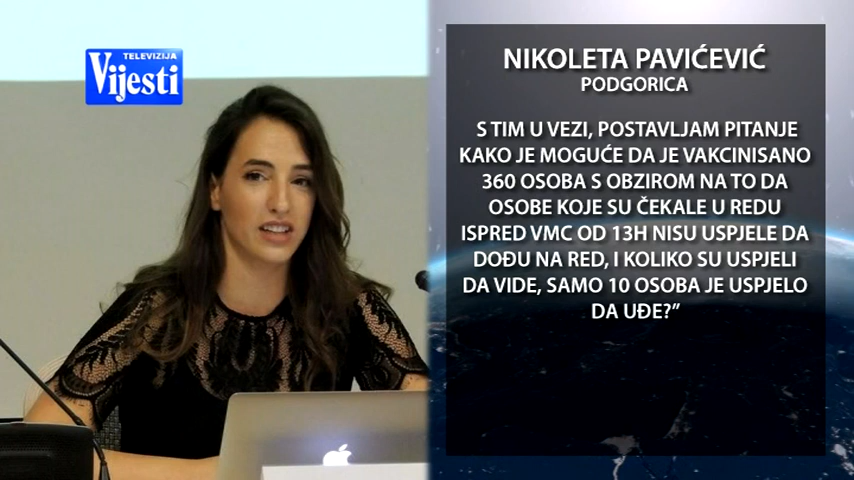 TELEVIZIJA
Vijesti
NIKOLETA PAVIĆEVIĆ
PODGORICA
S TIM U VEZI, POSTAVLJAM PITANJE
KAKO JE MOGUĆE DA JE VAKCINISANO
360 OSOBA S OBZIROM NA TO DA
OSOBE KOJE SU ČEKALE U REDU
ISPRED VMC OD 13H NISU USPJELE DA
DOĐU NA RED, I KOLIKO SU USPJELI
DA VIDE, SAMO 10 OSOBA JE USPJELO
DA UĐE?”